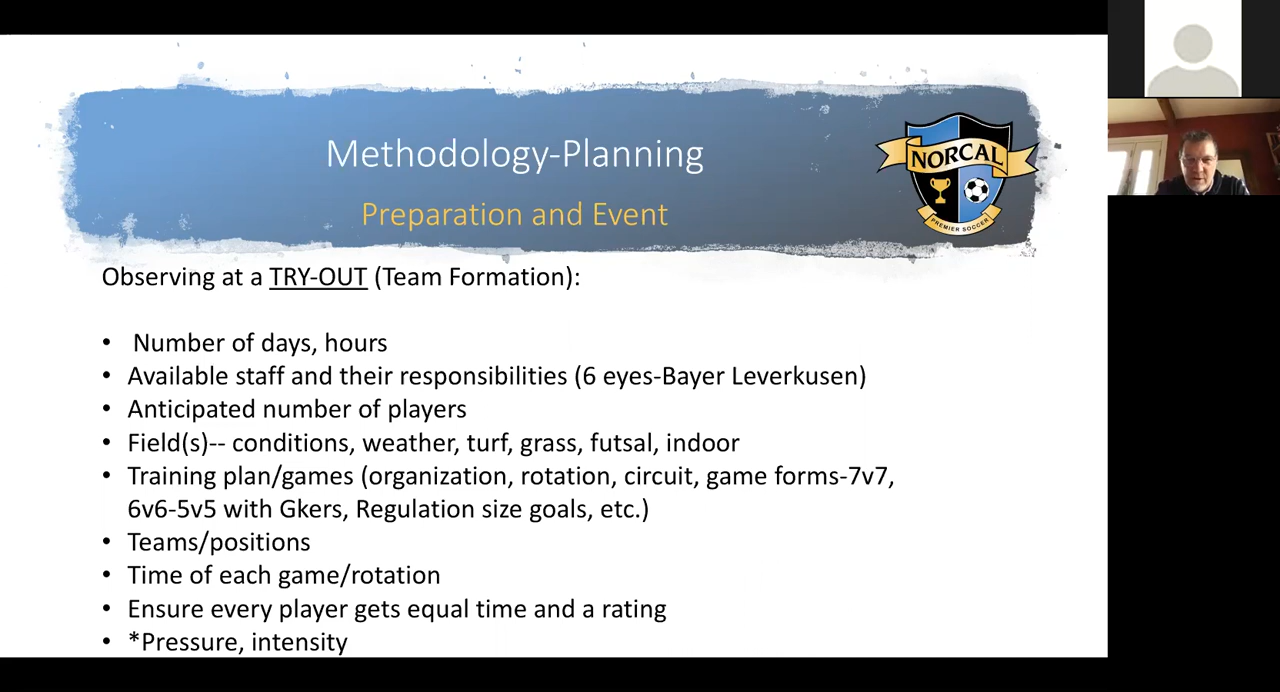 Methodology-Planning
Preparation and Event
NORCAL
PREMIER SOCCER
Observing at a TRY-OUT (Team Formation):
• Number of days, hours
• Available staff and their responsibilities (6 eyes-Bayer Leverkusen)
• Anticipated number of players
• Field(s)-- conditions, weather, turf, grass, futsal, indoor
• Training plan/games (organization, rotation, circuit, game forms-7v7,
6v6-5v5 with Gkers, Regulation size goals, etc.)
• Teams/positions
• Time of each game/rotation
• Ensure every player gets equal time and a rating
• *Pressure, intensity